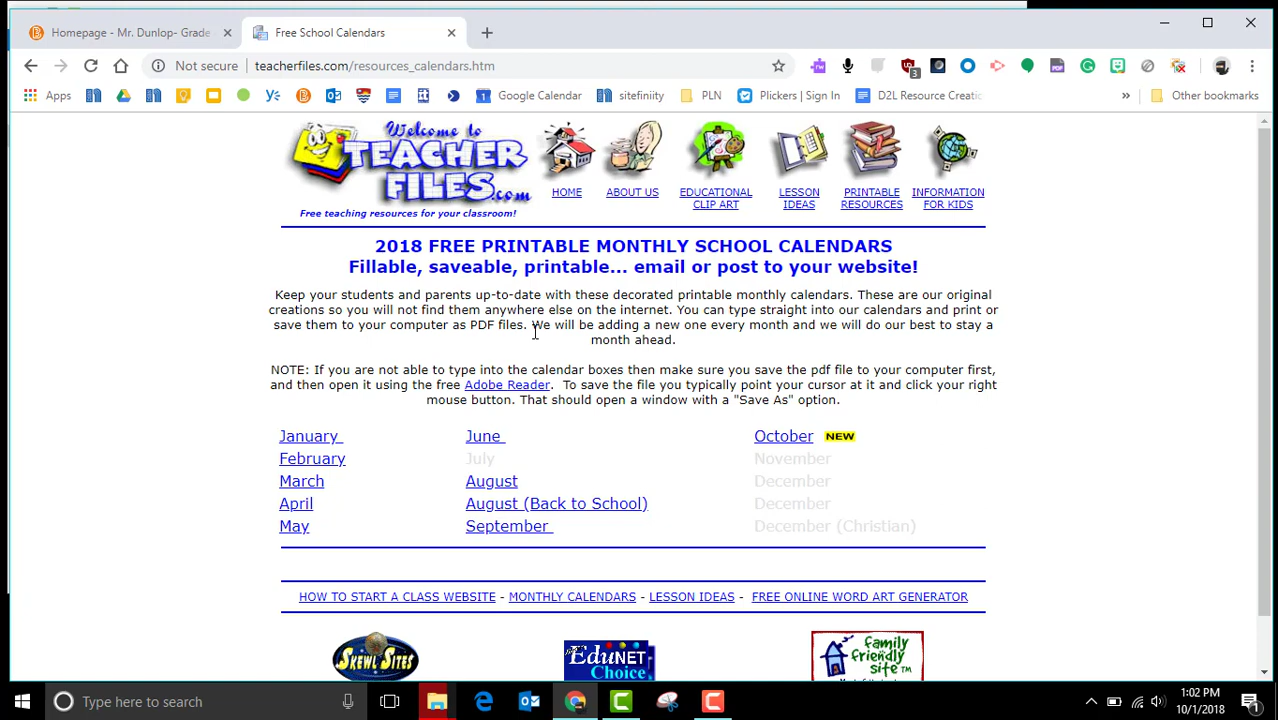 Homepage - Mr. Dunlop- Grade
Free School Calendars
Not secure
teacherfiles.com/resources_calendars.htm
3
Apps
1
Google Calendar
sitefiniity
PLN
Plickers | Sign In
D2L Resource Creatic
»
Other bookmarks
Welcome to
TEACHER
FILES.com
Free teaching resources for your classroom!
HOME
ABOUT US
EDUCATIONAL
CLIP ART
LESSON
IDEAS
PRINTABLE
RESOURCES
INFORMATION
FOR KIDS
2018 FREE PRINTABLE MONTHLY SCHOOL CALENDARS
Fillable, saveable, printable... email or post to your website!
Keep your students and parents up-to-date with these decorated printable monthly calendars. These are our original
creations so you will not find them anywhere else on the internet. You can type straight into our calendars and print or
save them to your computer as PDF files. We will be adding a new one every month and we will do our best to stay a
month ahead.
NOTE: If you are not able to type into the calendar boxes then make sure you save the pdf file to your computer first,
and then open it using the free Adobe Reader. To save the file you typically point your cursor at it and click your right
mouse button. That should open a window with a "Save As" option.
January
February
March
April
May
June
July
August
August (Back to School)
September
October NEW
November
December
December
December (Christian)
HOW TO START A CLASS WEBSITE - MONTHLY CALENDARS - LESSON IDEAS - FREE ONLINE WORD ART GENERATOR
SKEWL SITES
EduNET
Choice
family
friendly
site™
Type here to search
1:02 PM
10/1/2018
1